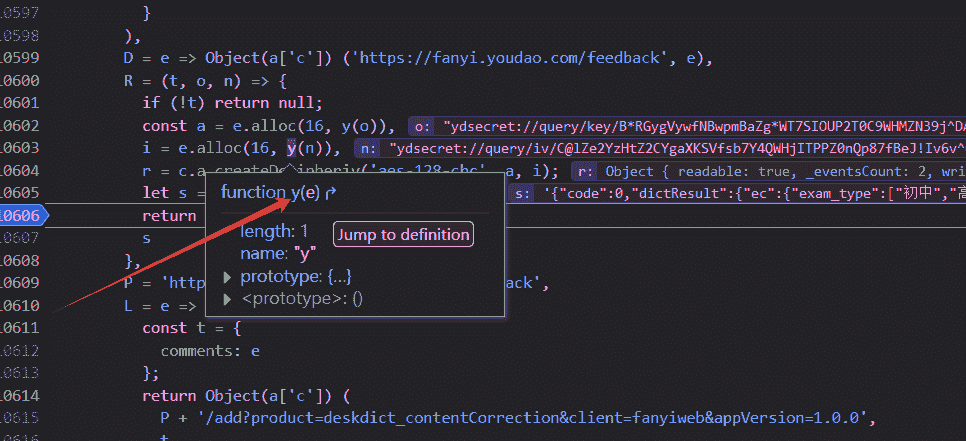 10597 }
10598 ),
10599 D = e => Object(a['c']) ('https://fanyi.youdao.com/feedback', e),
10600 R = (t, o, n) => {
10601 if (!t) return null;
10602 const a = e.alloc(16, y(o)), o: "ydsecret://query/key/B*RGygVywfNBwpmBaZg*WT7SIOUP2T0C9WHMZN39j^DA
10603 i = e.alloc(16, y(n)), n: "ydsecret://query/iv/C@lZe2YzHtZ2CYgaXKSVfsb7Y4QWHjITPPZ0nQp87fBeJ!Iv6v^
10604 r = c.a.createDecipheriv('aes-128-cbc', a, i); r: Object { readable: true, _eventsCount: 2, wri
10605 let s = s: '{"code":0,"dictResult":{"ec":{"exam_type":["初中","高
10606 return
10607 s
10608 },
10609 P = 'http ack',
10610 L = e =>
10611 const t = {
10612 comments: e
10613 };
10614 return Object(a['c']) (
10615 P + '/add?product=deskdict_contentCorrection&client=fanyiweb&appVersion=1.0.0',
function y(e)
length: 1
Jump to definition
name: "y"
prototype: {…}
<prototype>: ()